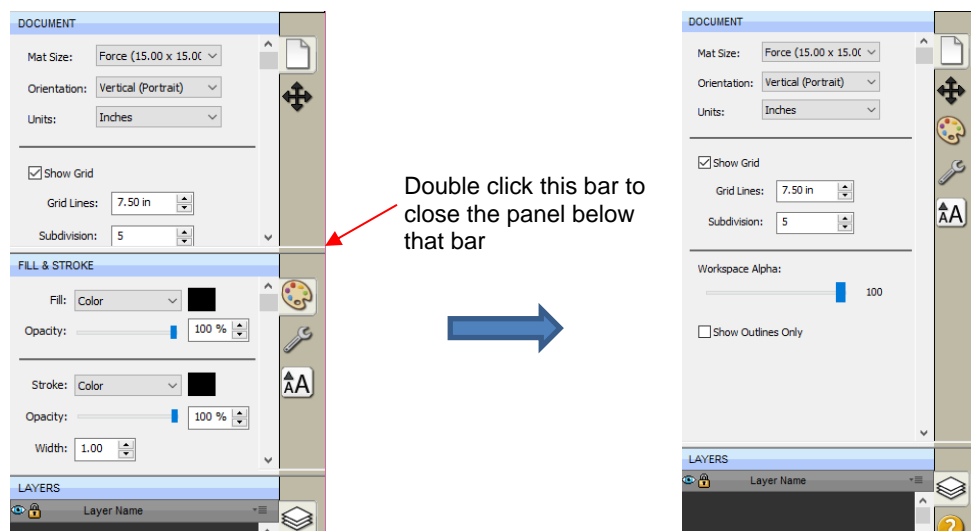 DOCUMENT
Mat Size: Force (15.00 x 15.0(
Orientation: Vertical (Portrait)
Units: Inches
Show Grid
Grid Lines: 7.50 in
Subdivision: 5
FILL & STROKE
Fill: Color
Opacity: 100 %
Stroke: Color
Opacity: 100 %
Width: 1.00
LAYERS
Layer Name
AA
Double click this bar to
close the panel below
that bar
DOCUMENT
Mat Size: Force (15.00 x 15.0(
Orientation: Vertical (Portrait)
Units: Inches
Show Grid
Grid Lines: 7.50 in
Subdivision: 5
Workspace Alpha:
100
Show Outlines Only
LAYERS
Layer Name
AA
?